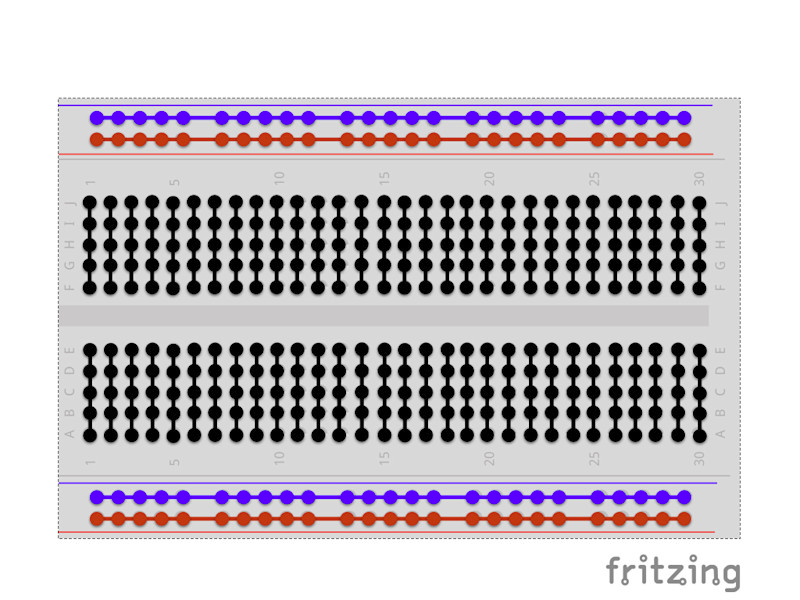 1 5 10 15 20 25 30
J J
I I
H H
G G
F F
E E
D D
C C
B B
A A
1 5 10 15 20 25 30
fritzing